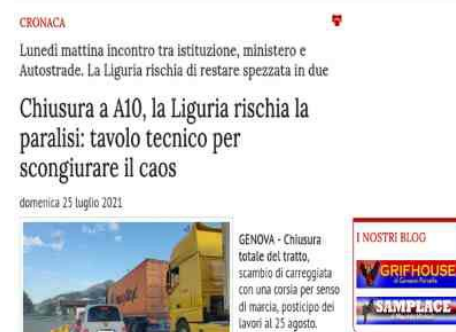 CRONACA
Lunedì mattina incontro tra istituzione, ministero e
Autostrade. La Liguria rischia di restare spezzata in due
Chiusura a A10, la Liguria rischia la
paralisi: tavolo tecnico per
scongiurare il caos
domenica 25 luglio 2021
GENOVA - Chiusura
totale del tratto,
scambio di carreggiata
con una corsia per senso
di marcia, posticipo dei
lavori al 25 agosto.
I NOSTRI BLOG
GRIFHOUSE
SAMPLACE